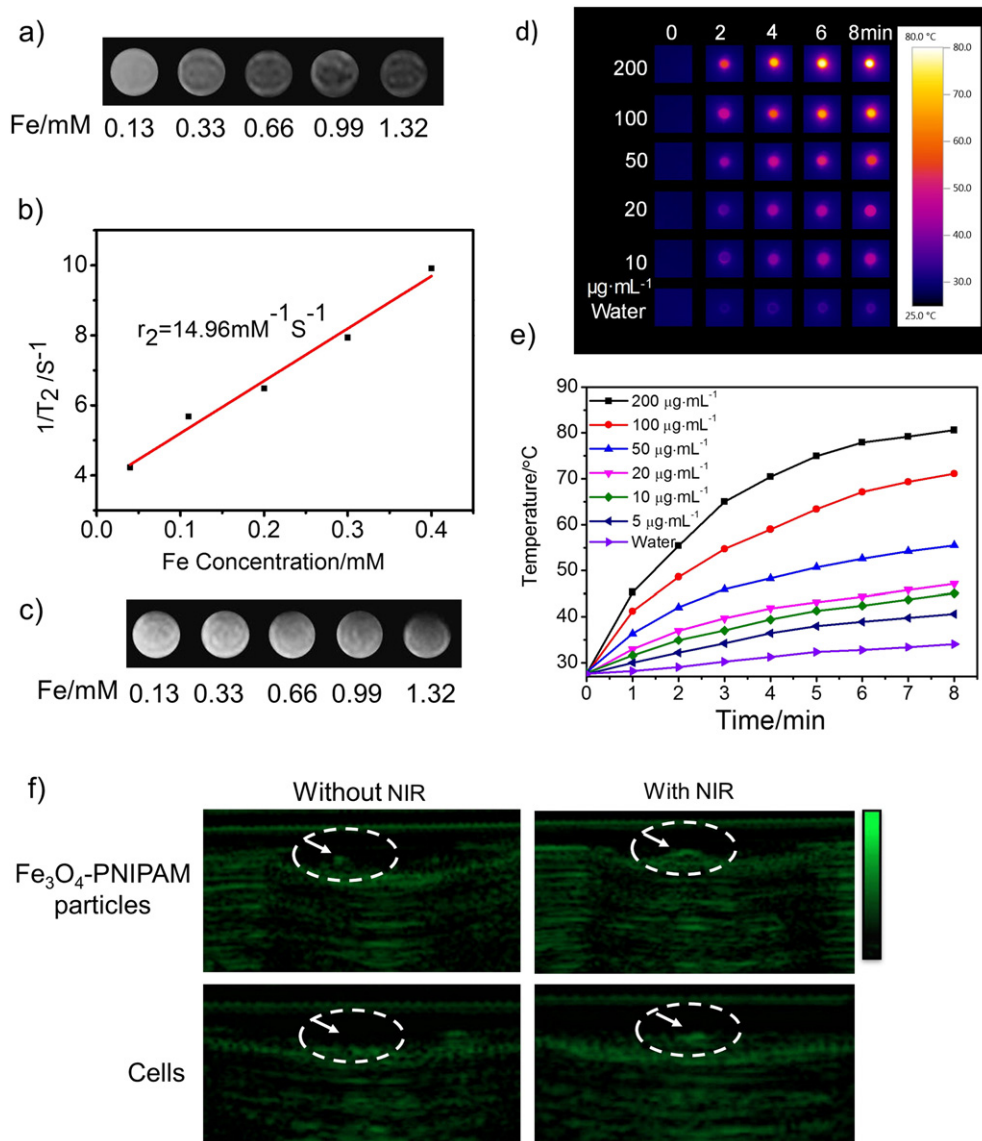 a)
Fe/mM 0.13 0.33 0.66 0.99 1.32
b)
10
8
6
4
1/T₂ /S⁻¹
r₂=14.96mM⁻¹S⁻¹
0.0 0.1 0.2 0.3 0.4
Fe Concentration/mM
c)
Fe/mM 0.13 0.33 0.66 0.99 1.32
d)
0 2 4 6 8min
200
100
50
20
10
μg·mL⁻¹
Water
80.0 °C
80.0
70.0
60.0
50.0
40.0
30.0
25.0 °C
e)
90
80
70
60
50
40
30
Temperature/°C
200 μg·mL⁻¹
100 μg·mL⁻¹
50 μg·mL⁻¹
20 μg·mL⁻¹
10 μg·mL⁻¹
5 μg·mL⁻¹
Water
0 1 2 3 4 5 6 7 8
Time/min
f)
Without NIR With NIR
Fe₃O₄-PNIPAM
particles
Cells